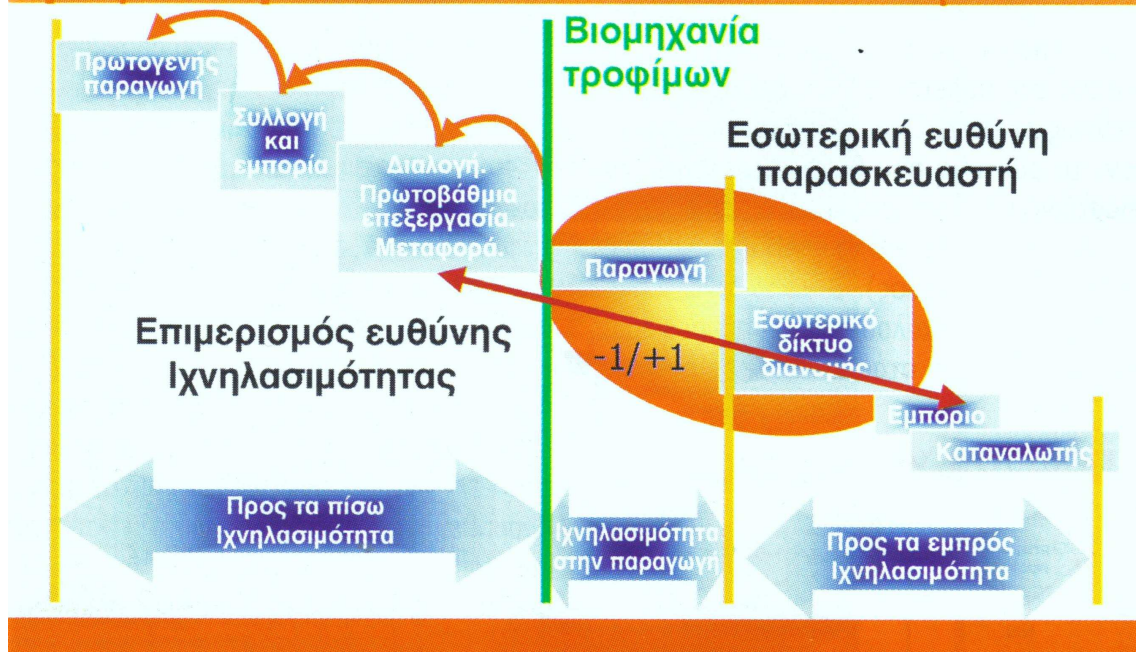 Βιομηχανία
τροφίμων
Πρωτογενής
παραγωγή
Συλλογή
και
εμπορία
Διαλογή.
Πρωτοβάθμια
επεξεργασία.
Μεταφορά.
Εσωτερική ευθύνη
παρασκευαστή
Παραγωγή
Εσωτερικό
δίκτυο
διανομής
-1/+1
Επιμερισμός ευθύνης
Ιχνηλασιμότητας
Εμπόριο
Καταναλωτής
Προς τα πίσω
Ιχνηλασιμότητα
Ιχνηλασιμότητα
στην παραγωγή
Προς τα εμπρός
Ιχνηλασιμότητα